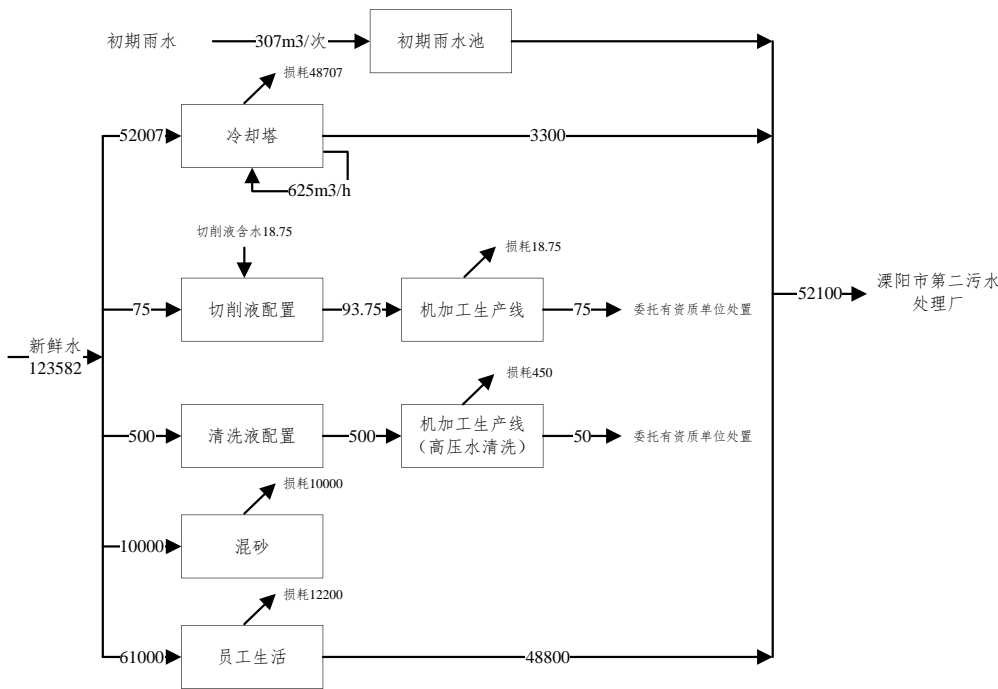 初期雨水
307m3/次
初期雨水池
损耗48707
52007
冷却塔
3300
625m3/h
切削液含水18.75
损耗18.75
75
切削液配置
93.75
机加工生产线
75
委托有资质单位处置
52100
溧阳市第二污水
处理厂
新鲜水
123582
损耗450
500
清洗液配置
500
机加工生产线
（高压水清洗）
50
委托有资质单位处置
损耗10000
10000
混砂
损耗12200
61000
员工生活
48800